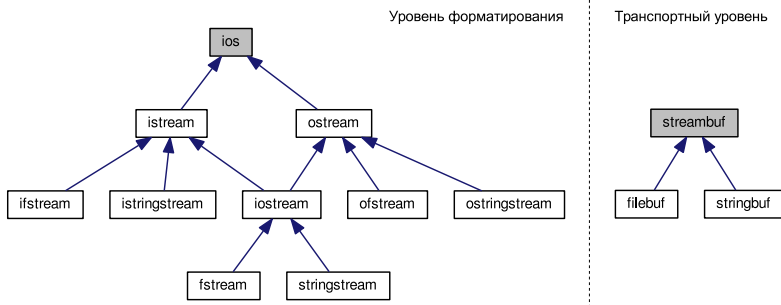 Уровень форматирования
Транспортный уровень
ios
istream
ostream
streambuf
ifstream
istringstream
iostream
ofstream
ostringstream
filebuf
stringbuf
fstream
stringstream